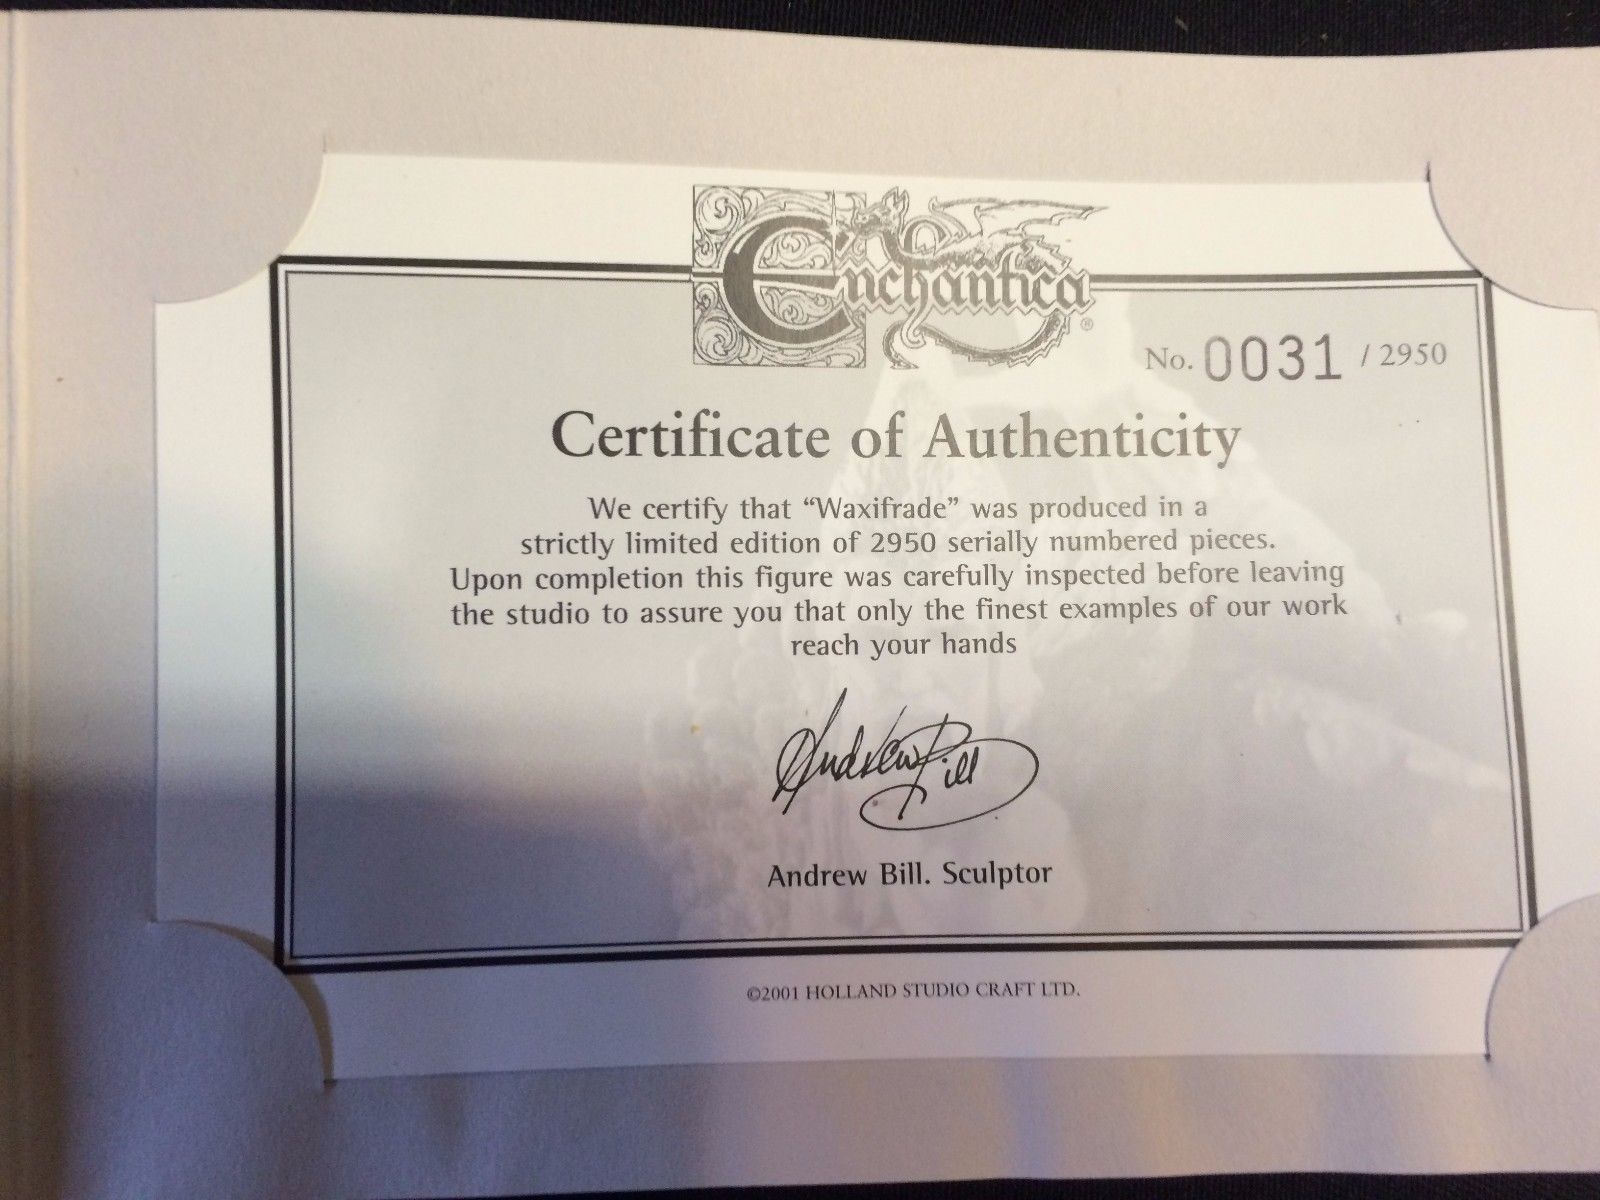 Enchantica®
No. 0031 / 2950
Certificate of Authenticity
We certify that “Waxifrade” was produced in a
strictly limited edition of 2950 serially numbered pieces.
Upon completion this figure was carefully inspected before leaving
the studio to assure you that only the finest examples of our work
reach your hands
Andrew Bill
Andrew Bill. Sculptor
©2001 HOLLAND STUDIO CRAFT LTD.